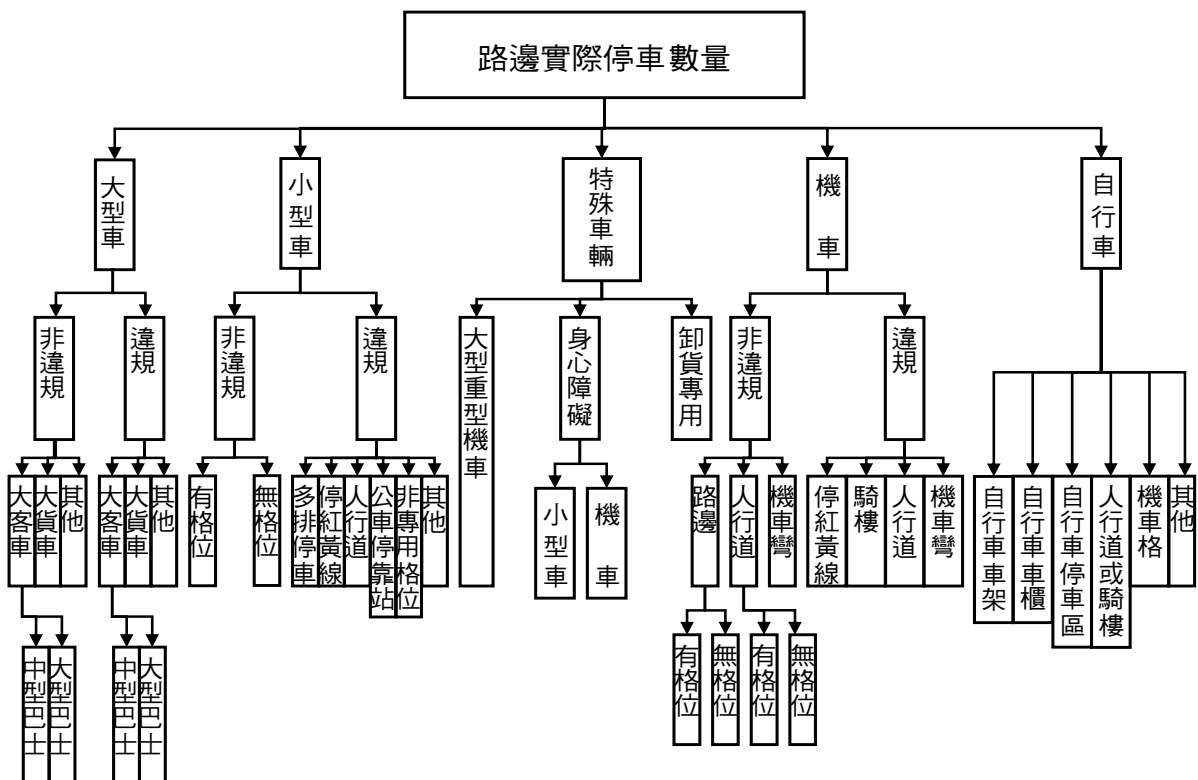 路邊實際停車數量
大型車
小型車
特殊車輛
機車
自行車
非違規
違規
非違規
違規
大型重型機車
身心障礙
卸貨專用
非違規
違規
大客車
大貨車
其他
大客車
大貨車
其他
有格位
無格位
多排停車
停紅黃線
人行道
公車停靠站
非專用格位
其他
小型車
機車
路邊
人行道
機車彎
停紅黃線
騎樓
人行道
機車彎
自行車車架
自行車車櫃
自行車停車區
人行道或騎樓
機車格
其他
中型巴士
大型巴士
中型巴士
大型巴士
有格位
無格位
有格位
無格位